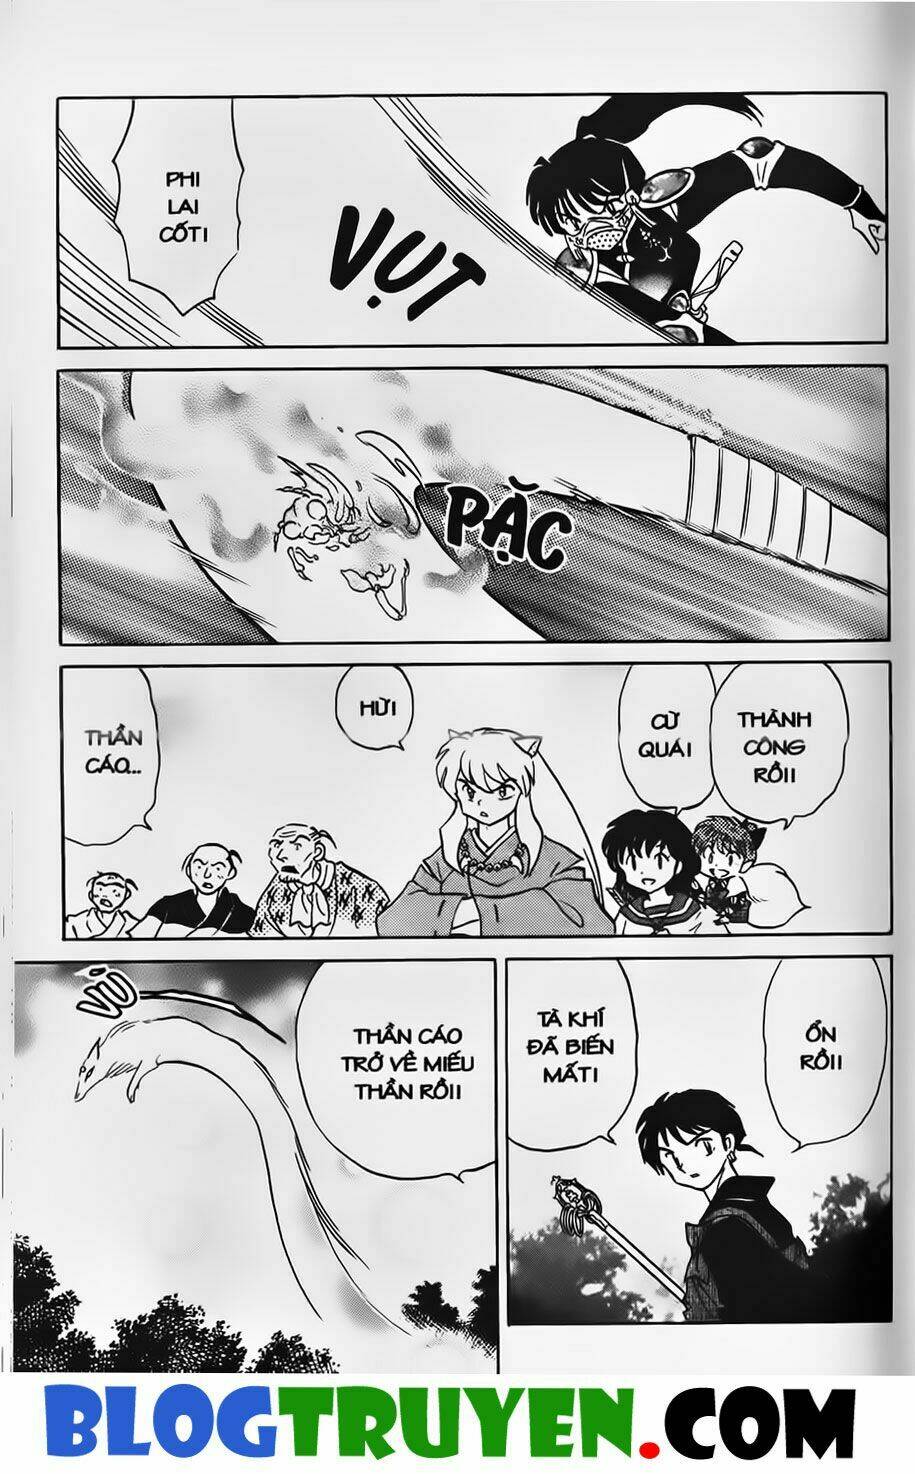 PHI
LAI
CỐT!
VỤT
PẶC
THÀNH
CÔNG
RỒI!
CỪ
QUÁ!
HỪ!
THẦN
CÁO...
ỔN
RỒI!
TÀ KHÍ
ĐÃ BIẾN
MẤT!
THẦN CÁO
TRỞ VỀ MIẾU
THẦN RỒI!
VÙ
BLOGTRUYEN.COM